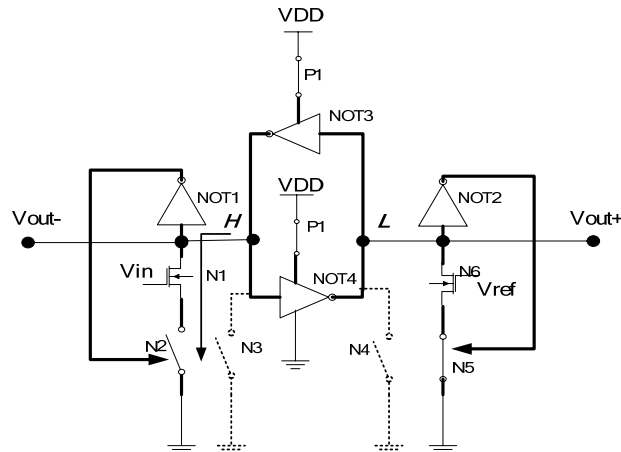 VDD
P1
NOT3
VDD
NOT1
NOT2
Vout-
H
P1
L
Vout+
NOT4
Vin
N1
N6
Vref
N2
N3
N4
N5